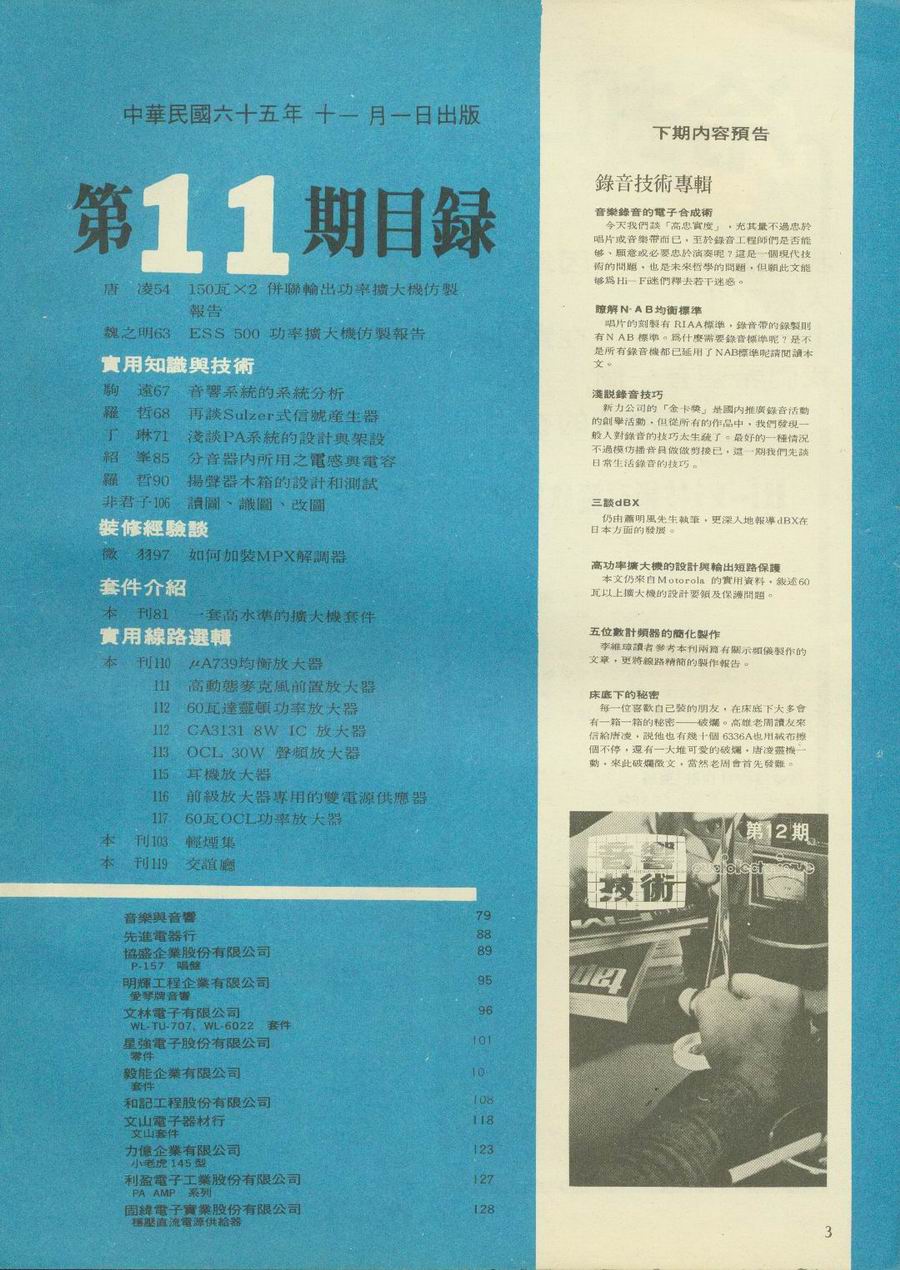 中華民國六十五年 十一月一日出版
第11期目録
唐 凌54 150瓦×2 併聯輸出功率擴大機仿製
報告
魏之明63 ESS 500 功率擴大機仿製報告
實用知識與技術
駒 遠67 音響系統的系統分析
羅 哲68 再談Sulzer式信號產生器
丁 琳71 淺談PA系統的設計與架設
紹 峯85 分音器內所用之電感與電容
羅 哲90 揚聲器木箱的設計和測試
非君子106 讀圖、識圖、改圖
裝修經驗談
微 羽97 如何加裝MPX解調器
套件介紹
本 刊81 一套高水準的擴大機套件
實用線路選輯
本 刊110 μA739均衡放大器
111 高動態麥克風前置放大器
112 60瓦達靈頓功率放大器
112 CA3131 8W IC 放大器
113 OCL 30W 聲頻放大器
115 耳機放大器
116 前級放大器專用的雙電源供應器
117 60瓦OCL功率放大器
本 刊103 輕煙集
本 刊119 交誼廳
音樂與音響 79
先進電器行 88
協盛企業股份有限公司 89
P-157 唱盤
明輝工程企業有限公司 95
愛琴牌音響
文林電子有限公司 96
WL-TU-707, WL-6022 套件
星強電子股份有限公司 101
零件
毅能企業有限公司 10
套件
和記工程股份有限公司 108
文山電子器材行 118
文山套件
力億企業有限公司 123
小老虎145型
利盈電子工業股份有限公司 127
PA AMP 系列
固緯電子實業股份有限公司 128
穩壓直流電源供給器
下期内容預告
錄音技術專輯
音樂錄音的電子合成術
今天我們談「高忠實度」，充其量不過忠於
唱片或音樂帶而已，至於錄音工程師們是否能
够、願意或必要忠於演奏呢？這是一個現代技
術的問題，也是未來哲學的問題，但願此文能
够爲Hi－Fi迷們釋去若干迷惑。
瞭解N-AB均衡標準
唱片的刻製有 RIAA標準，錄音帶的錄製則
有N AB 標準。爲什麼需要錄音標準呢？是不
是所有錄音機都已延用了NAB標準呢請閱讀本
文。
淺説錄音技巧
新力公司的「金卡獎」是國内推廣錄音活動
的創舉活動，但從所有的作品中，我們發現一
般人對錄音的技巧太生疏了。最好的一種情況
不過模仿播音員做做剪接已，這一期我們先談
日常生活錄音的技巧。
三談dBX
仍由蕭明風先生執筆，更深入地報導dBX在
日本方面的發展。
高功率擴大機的設計與輸出短路保護
本文仍來自Motorola 的實用資料，敘述60
瓦以上擴大機的設計要領及保護問題。
五位數計頻器的簡化製作
李維璋讀者參考本刊兩篇有關示頻儀製作的
文章，更將線路精簡的製作報告。
床底下的秘密
每一位喜歡自己裝的朋友，在床底下大多會
有一箱一箱的秘密——破爛。高雄老周讀友來
信給唐凌，説他也有幾十個 6336A也用絨布擦
個不停，還有一大堆可愛的破爛，唐凌靈機一
動，來此破爛徵文，當然老周會首先發難。
第12期
音響
技術
3